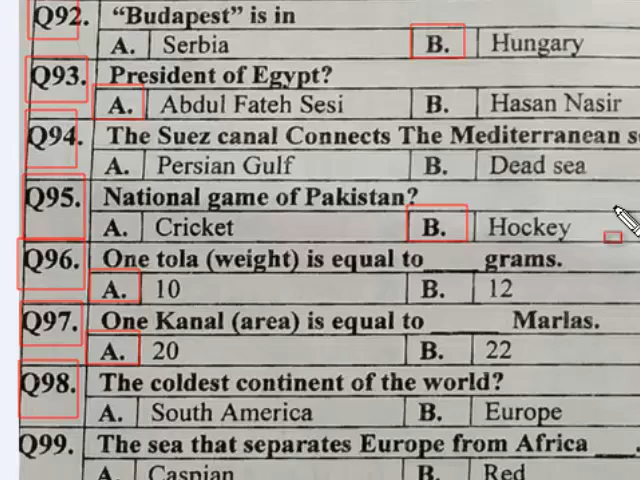 Q92. “Budapest” is in
A. Serbia B. Hungary
Q93. President of Egypt?
A. Abdul Fateh Sesi B. Hasan Nasir
Q94. The Suez canal Connects The Mediterranean
A. Persian Gulf B. Dead sea
Q95. National game of Pakistan?
A. Cricket B. Hockey
Q96. One tola (weight) is equal to____ grams.
A. 10 B. 12
Q97. One Kanal (area) is equal to _____ Marlas.
A. 20 B. 22
Q98. The coldest continent of the world?
A. South America B. Europe
Q99. The sea that separates Europe from Africa ___.
A. Caspian B. Red